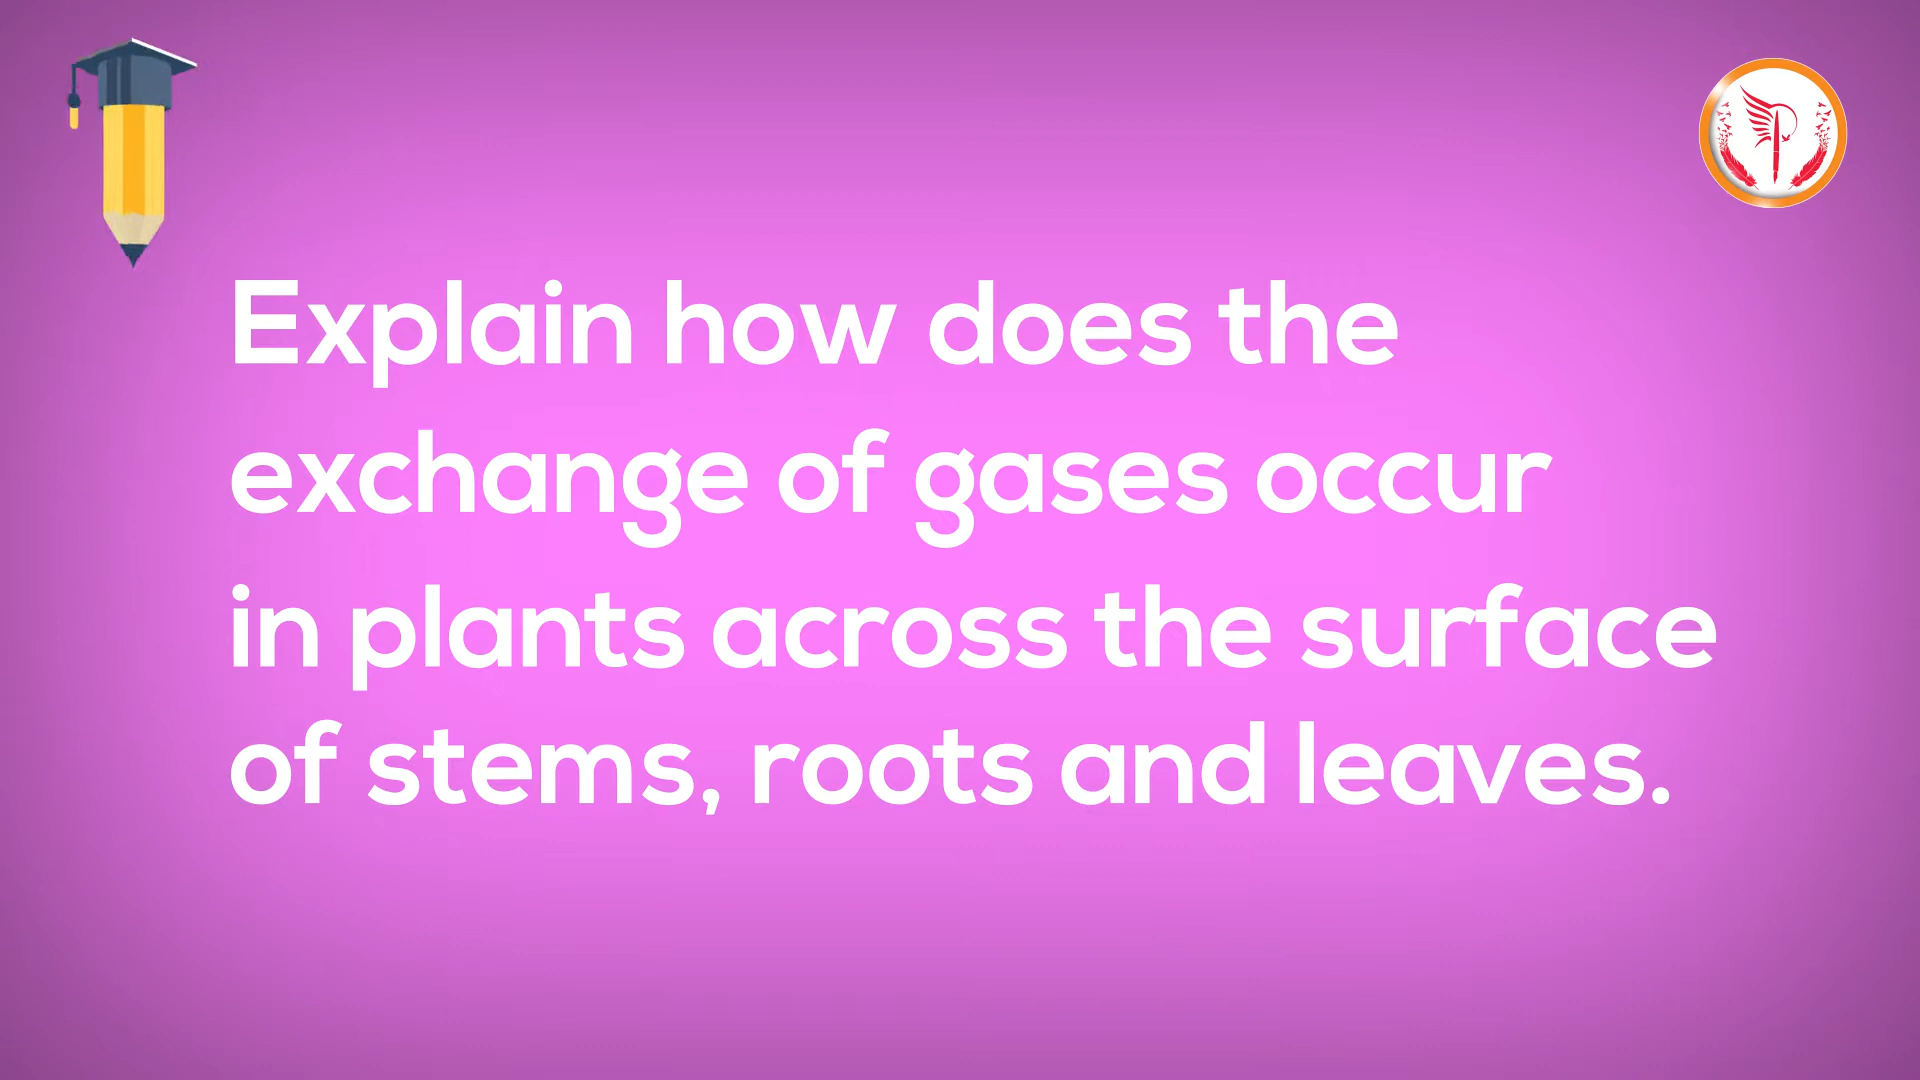 Explain how does the
exchange of gases occur
in plants across the surface
of stems, roots and leaves.